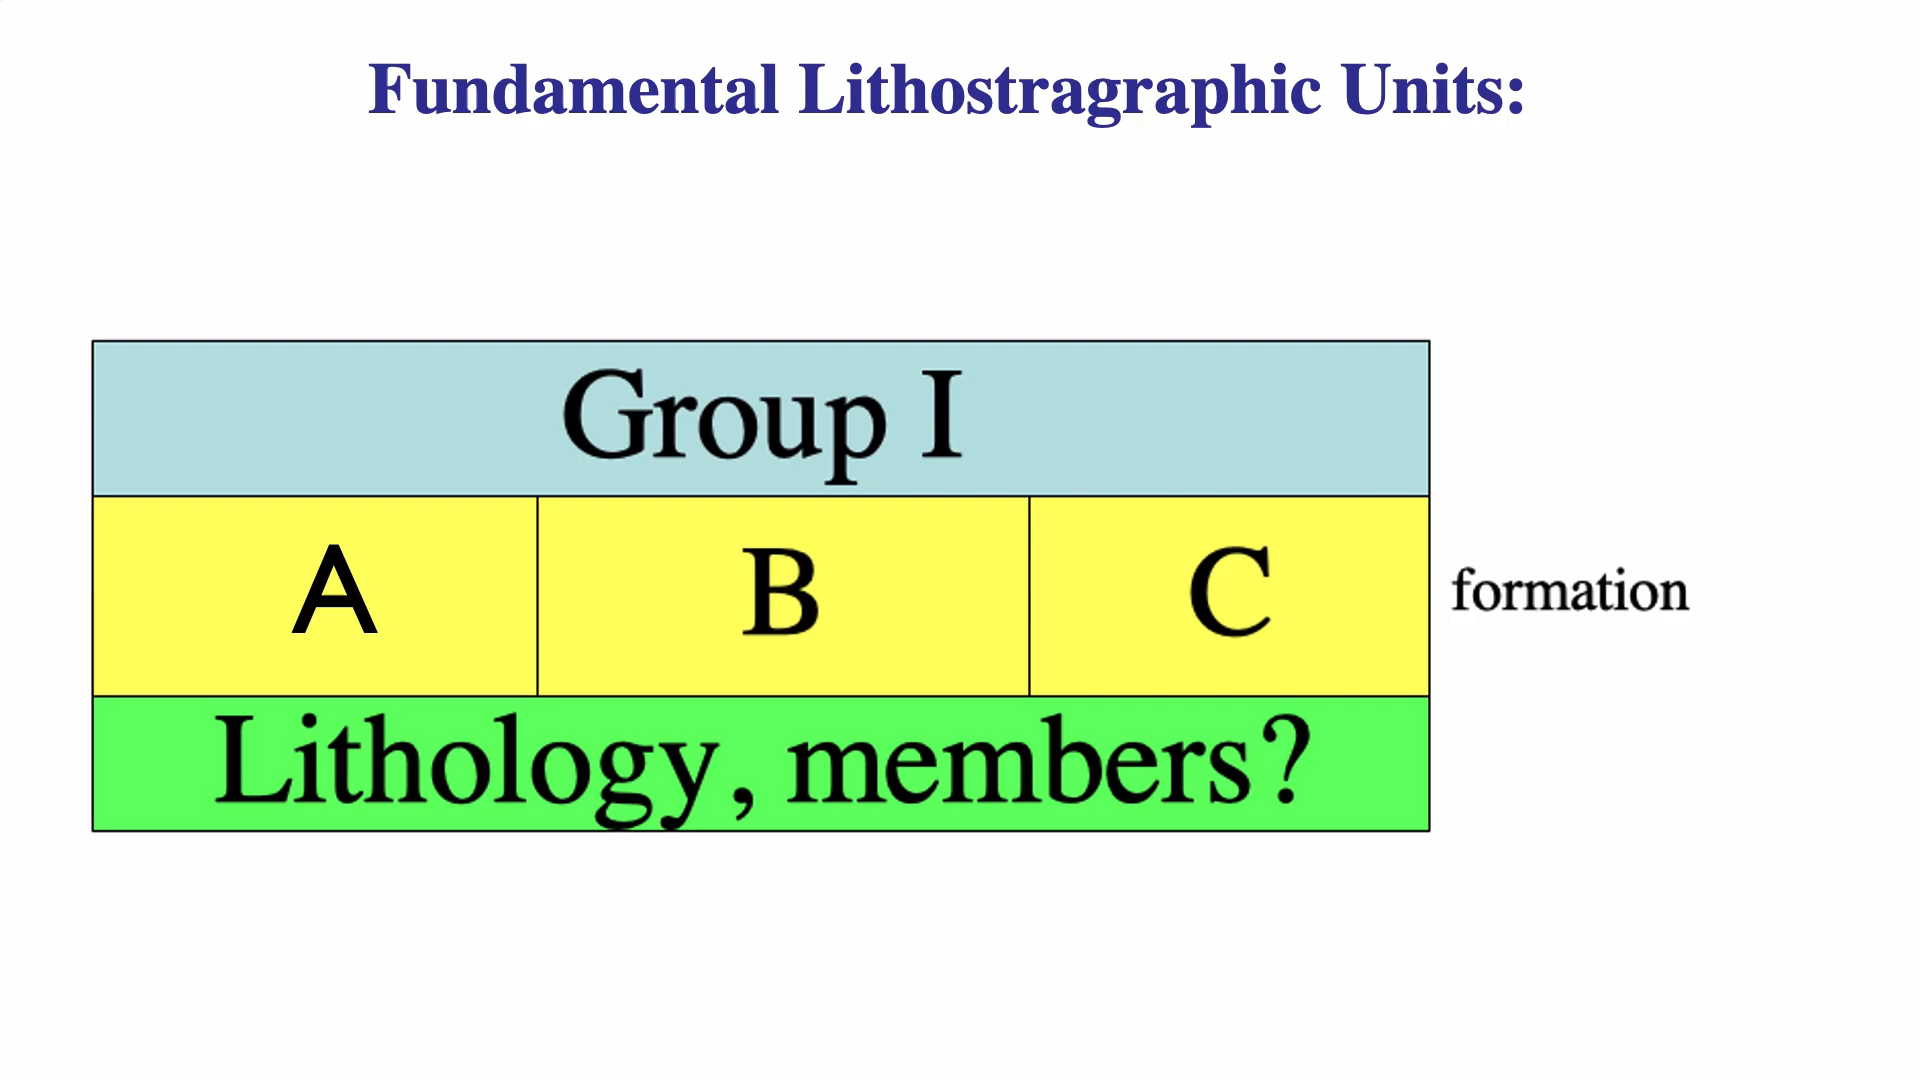 Fundamental Lithostragraphic Units:
Group I
A B C formation
Lithology, members?